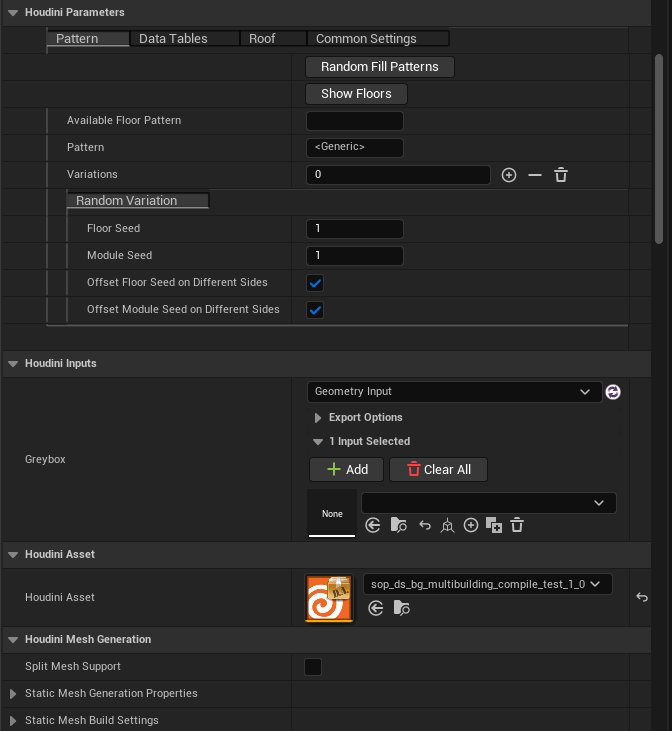 Houdini Parameters
Pattern Data Tables Roof Common Settings
Random Fill Patterns
Show Floors
Available Floor Pattern
Pattern <Generic>
Variations 0
Random Variation
Floor Seed 1
Module Seed 1
Offset Floor Seed on Different Sides
Offset Module Seed on Different Sides
Houdini Inputs
Geometry Input
Export Options
1 Input Selected
Greybox
Add Clear All
None
Houdini Asset
Houdini Asset sop_ds_bg_multibuilding_compile_test_1_0
Houdini Mesh Generation
Split Mesh Support
Static Mesh Generation Properties
Static Mesh Build Settings